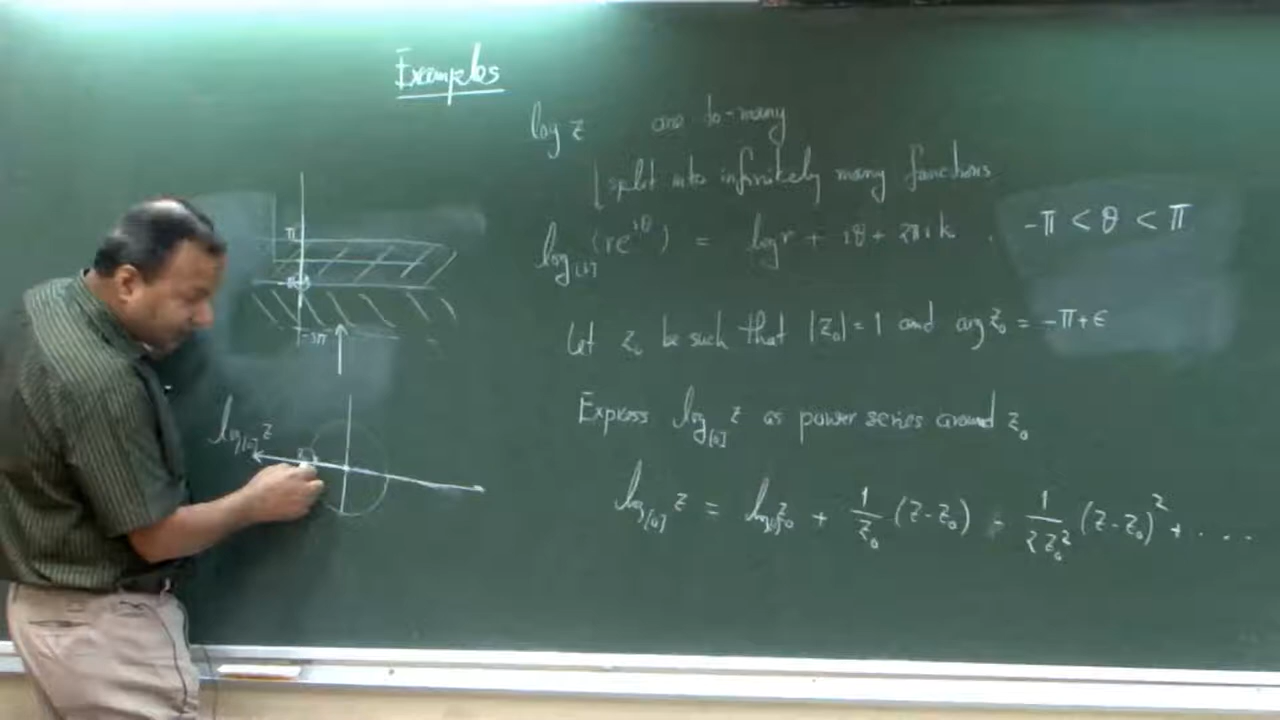 Examples
log z one to-many
split into infinitely many functions
log_[k] (re^{iθ}) = log r + iθ + 2πik . -π < θ < π
Let z₀ be such that |z₀| = 1 and arg z₀ = -π+ε
Express log_[0] z as power series around z₀
log_[0] z = log_[0] z₀ + 1/z₀ (z-z₀) - 1/2z₀² (z-z₀)² + ....
π
-3π
log_[0] z